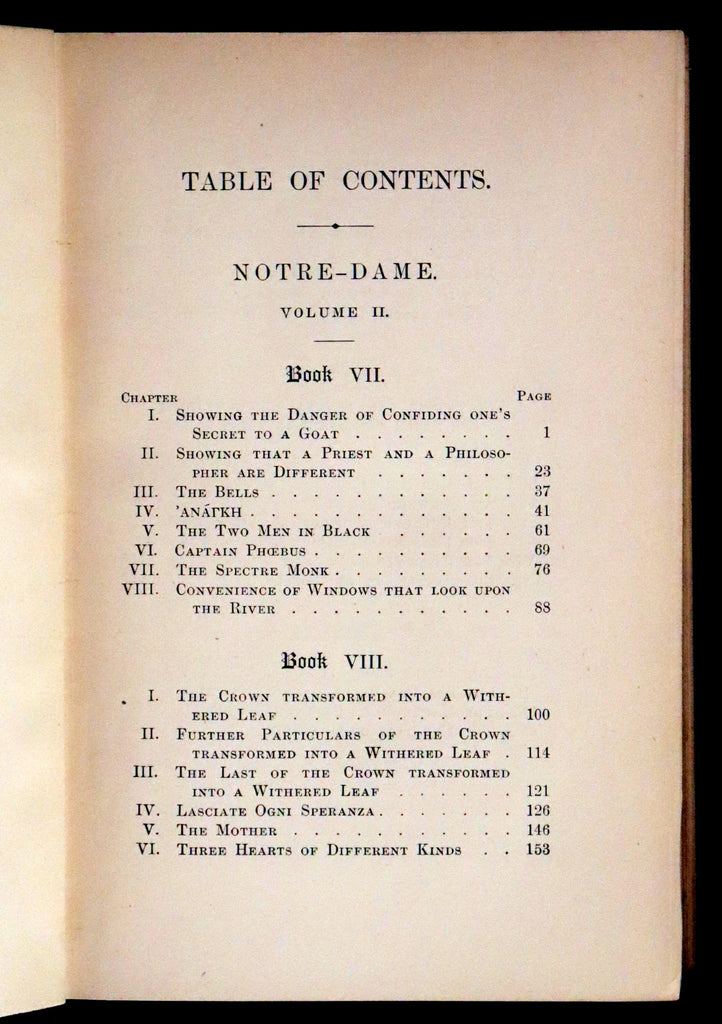 TABLE OF CONTENTS.
NOTRE-DAME.
VOLUME II.
Book VII.
CHAPTER PAGE
I. SHOWING THE DANGER OF CONFIDING ONE'S
SECRET TO A GOAT . . . . . . . . 1
II. SHOWING THAT A PRIEST AND A PHILOSO-
PHER ARE DIFFERENT . . . . . . . 23
III. THE BELLS . . . . . . . . . . . . . 37
IV. 'ΑΝΆΓΚΗ . . . . . . . . . . . . . . 41
V. THE TWO MEN IN BLACK . . . . . . 61
VI. CAPTAIN PHŒBUS . . . . . . . . . . 69
VII. THE SPECTRE MONK . . . . . . . . . 76
VIII. CONVENIENCE OF WINDOWS THAT LOOK UPON
THE RIVER . . . . . . . . . . . 88
Book VIII.
I. THE CROWN TRANSFORMED INTO A WITH-
ERED LEAF . . . . . . . . . . . 100
II. FURTHER PARTICULARS OF THE CROWN
TRANSFORMED INTO A WITHERED LEAF . 114
III. THE LAST OF THE CROWN TRANSFORMED
INTO A WITHERED LEAF . . . . . . 121
IV. LASCIATE OGNI SPERANZA . . . . . . . 126
V. THE MOTHER . . . . . . . . . . . 146
VI. THREE HEARTS OF DIFFERENT KINDS . . 153